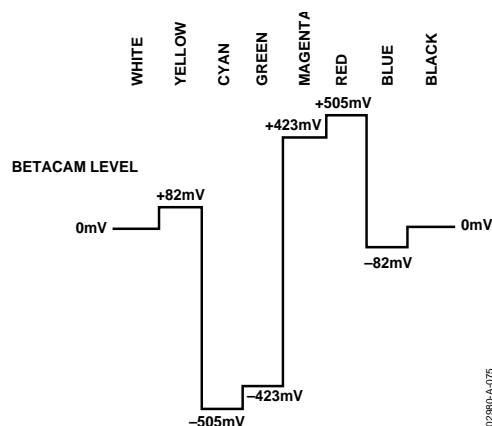 WHITE
YELLOW
CYAN
GREEN
MAGENTA
RED
BLUE
BLACK
+505mV
+423mV
BETACAM LEVEL
+82mV
0mV
0mV
–82mV
–423mV
–505mV
02980-A-075